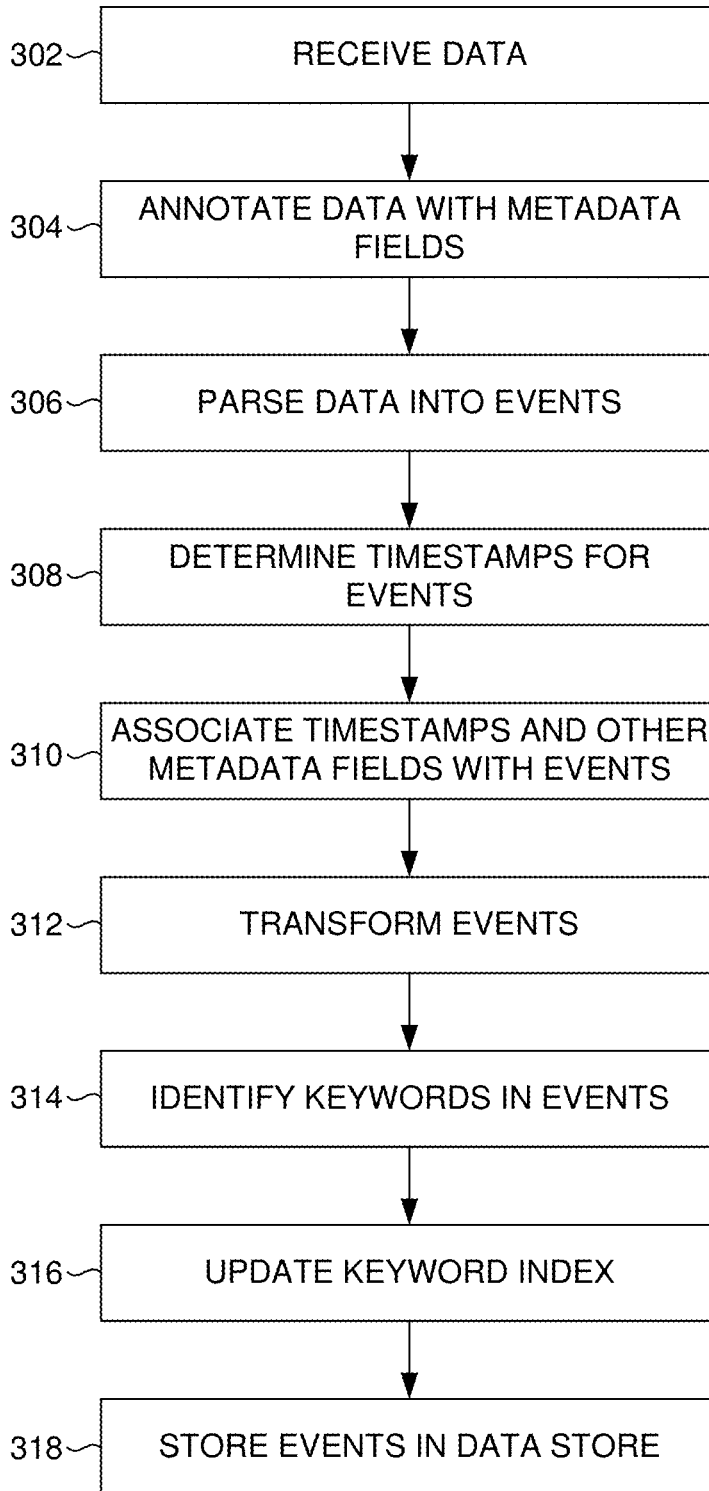 302
RECEIVE DATA
304
ANNOTATE DATA WITH METADATA
FIELDS
306
PARSE DATA INTO EVENTS
308
DETERMINE TIMESTAMPS FOR
EVENTS
310
ASSOCIATE TIMESTAMPS AND OTHER
METADATA FIELDS WITH EVENTS
312
TRANSFORM EVENTS
314
IDENTIFY KEYWORDS IN EVENTS
316
UPDATE KEYWORD INDEX
318
STORE EVENTS IN DATA STORE